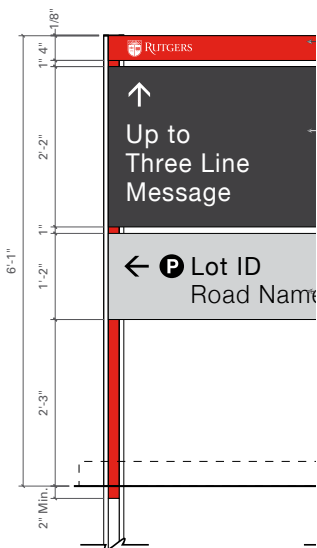 1/8"
RUTGERS
1" 4"
Up to
Three Line
Message
2'-2"
1"
P Lot ID
Road Name
1'-2"
6'-1"
2'-3"
2" Min.